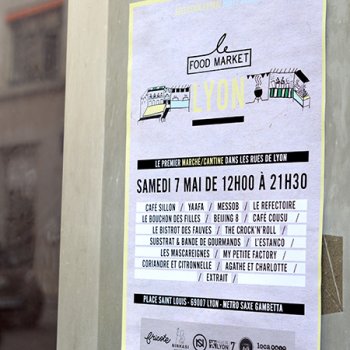 le
FOOD MARKET
LYON
LE PREMIER MARCHÉ/CANTINE DANS LES RUES DE LYON
SAMEDI 7 MAI DE 12H00 À 21H30
CAFÉ SILLON / YAAFA / MESSOB / LE REFECTOIRE
LE BOUCHON DES FILLES / BEIJING 8 / CAFÉ COUSU /
LE BISTROT DES FAUVES / THE CROCK'N'ROLL /
SUBSTRAT & BANDE DE GOURMANDS / L'ESTANCO /
LES MASCAREIGNES / MY PETITE FACTORY /
CORIANDRE ET CITRONNELLE / AGATHE ET CHARLOTTE /
/ EXTRAIT /
PLACE SAINT LOUIS - 69007 LYON - METRO SAXE GAMBETTA
fricote
7